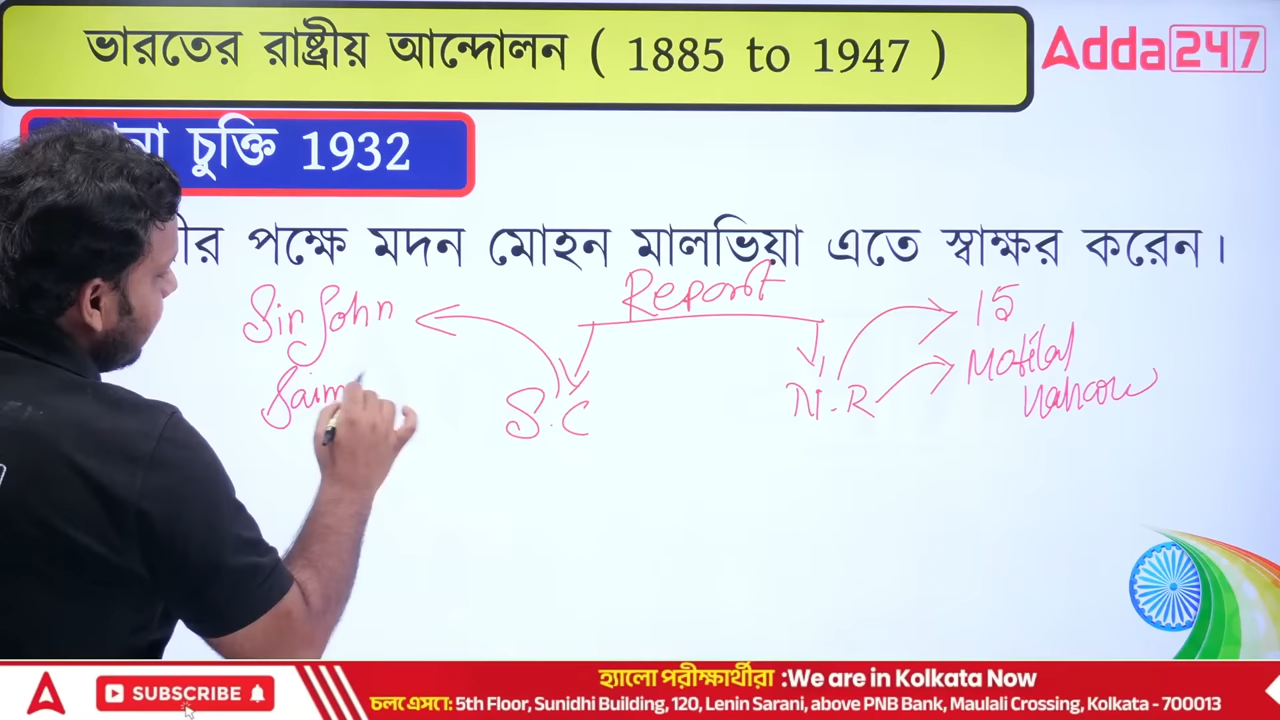 ভারতের রাষ্ট্রীয় আন্দোলন ( 1885 to 1947 )
Adda247
চুক্তি 1932
পক্ষে মদন মোহন মালভিয়া এতে স্বাক্ষর করেন।
Report
Sir John
15
Saim
S.C
N.R
Motilal
হ্যালো পরীক্ষার্থীরা :We are in Kolkata Now
SUBSCRIBE
চলে এসো: 5th Floor, Sunidhi Building, 120, Lenin Sarani, above PNB Bank, Maulali Crossing, Kolkata - 700013